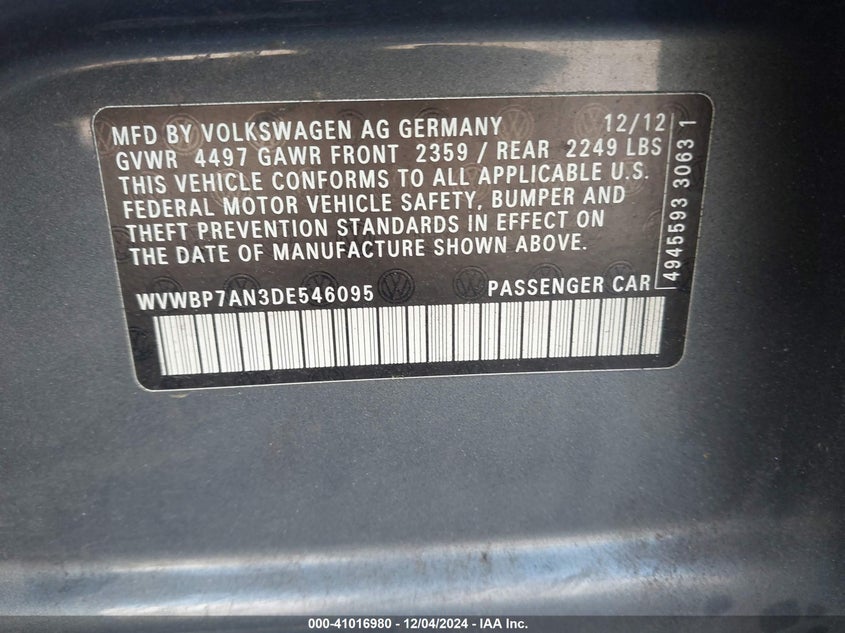 MFD BY VOLKSWAGEN AG GERMANY 12/12
GVWR 4497 GAWR FRONT 2359 / REAR 2249 LBS
THIS VEHICLE CONFORMS TO ALL APPLICABLE U.S.
FEDERAL MOTOR VEHICLE SAFETY, BUMPER AND
THEFT PREVENTION STANDARDS IN EFFECT ON
THE DATE OF MANUFACTURE SHOWN ABOVE.
4945593 3063 1
WVWBP7AN3DE546095 PASSENGER CAR
000-41016980 - 12/04/2024 - IAA Inc.